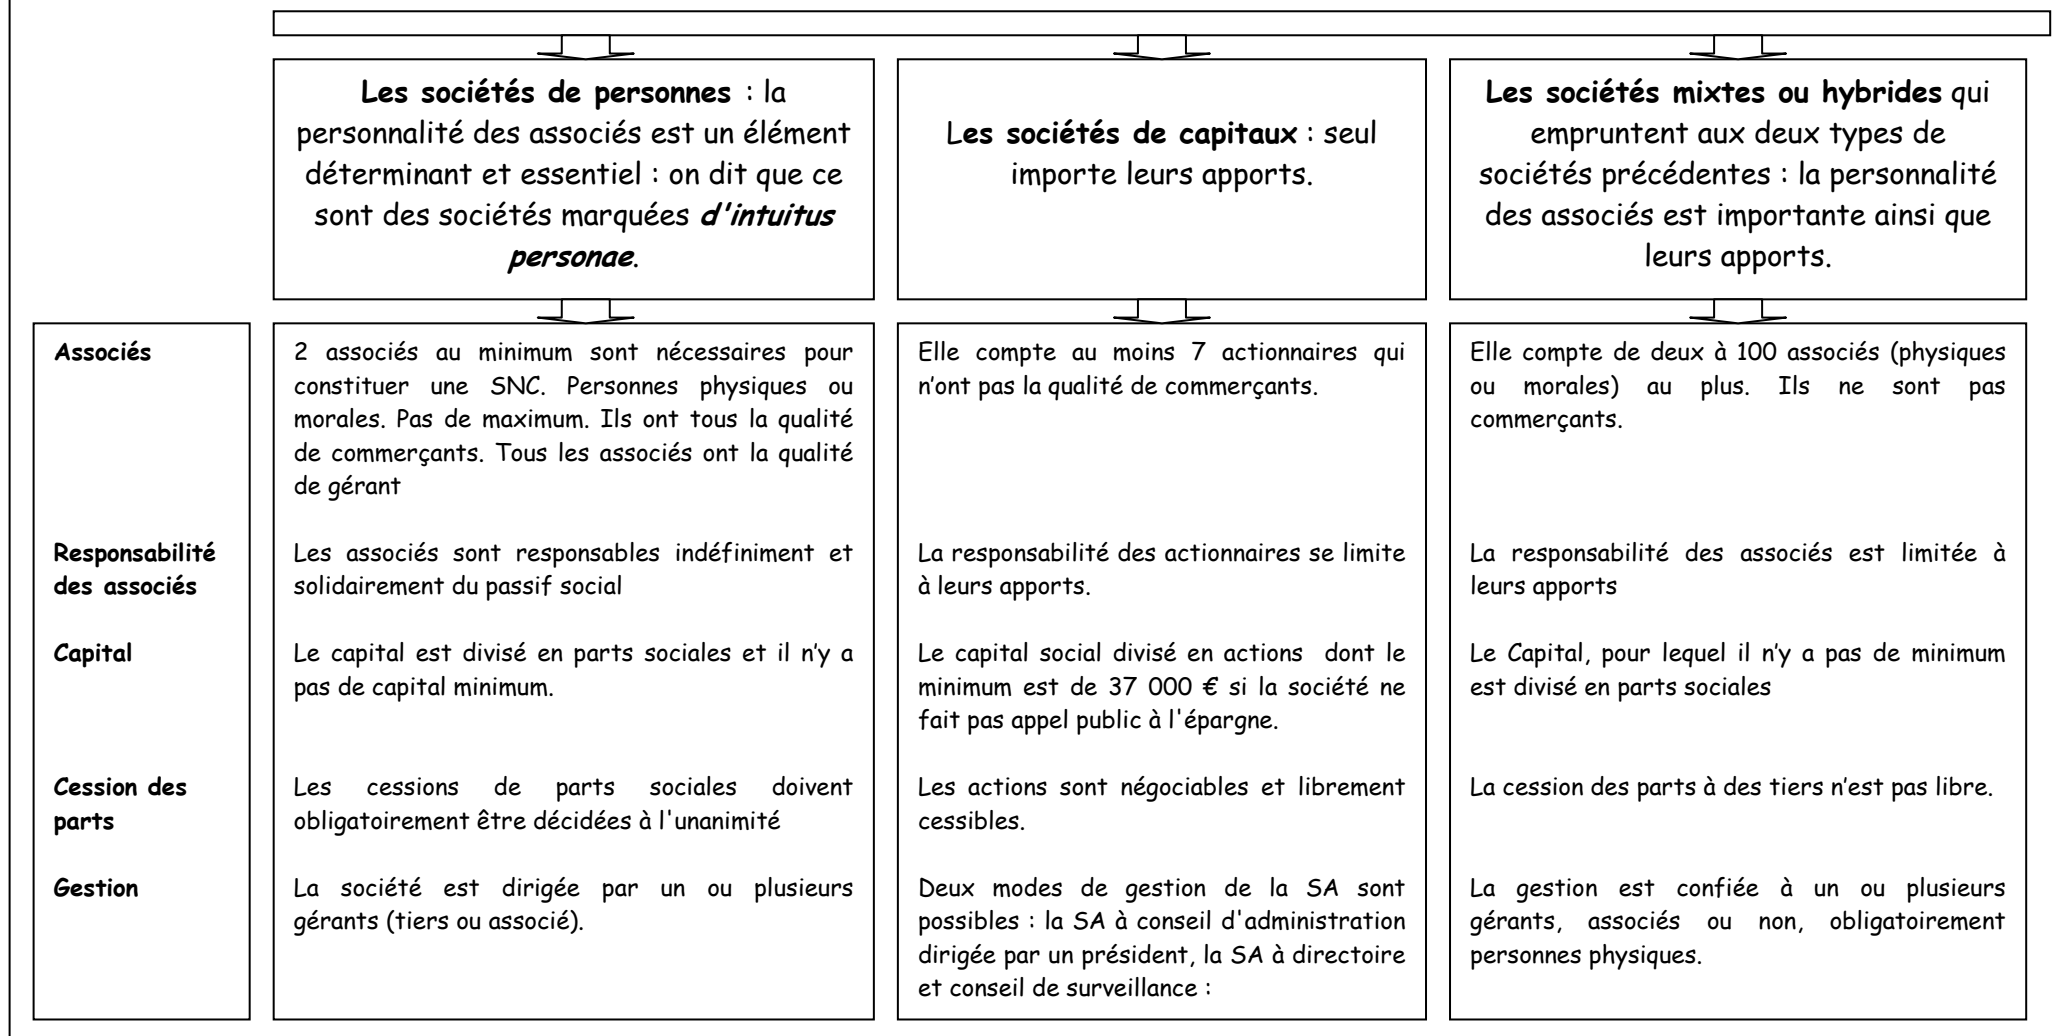 Les sociétés de personnes : la
personnalité des associés est un élément
déterminant et essentiel : on dit que ce
sont des sociétés marquées d'intuitus
personae.
Les sociétés de capitaux : seul
importe leurs apports.
Les sociétés mixtes ou hybrides qui
empruntent aux deux types de
sociétés précédentes : la personnalité
des associés est importante ainsi que
leurs apports.
Associés
2 associés au minimum sont nécessaires pour
constituer une SNC. Personnes physiques ou
morales. Pas de maximum. Ils ont tous la qualité
de commerçants. Tous les associés ont la qualité
de gérant
Elle compte au moins 7 actionnaires qui
n’ont pas la qualité de commerçants.
Elle compte de deux à 100 associés (physiques
ou morales) au plus. Ils ne sont pas
commerçants.
Responsabilité
des associés
Les associés sont responsables indéfiniment et
solidairement du passif social
La responsabilité des actionnaires se limite
à leurs apports.
La responsabilité des associés est limitée à
leurs apports
Capital
Le capital est divisé en parts sociales et il n’y a
pas de capital minimum.
Le capital social divisé en actions dont le
minimum est de 37 000 € si la société ne
fait pas appel public à l'épargne.
Le Capital, pour lequel il n’y a pas de minimum
est divisé en parts sociales
Cession des
parts
Les cessions de parts sociales doivent
obligatoirement être décidées à l'unanimité
Les actions sont négociables et librement
cessibles.
La cession des parts à des tiers n’est pas libre.
Gestion
La société est dirigée par un ou plusieurs
gérants (tiers ou associé).
Deux modes de gestion de la SA sont
possibles : la SA à conseil d'administration
dirigée par un président, la SA à directoire
et conseil de surveillance :
La gestion est confiée à un ou plusieurs
gérants, associés ou non, obligatoirement
personnes physiques.